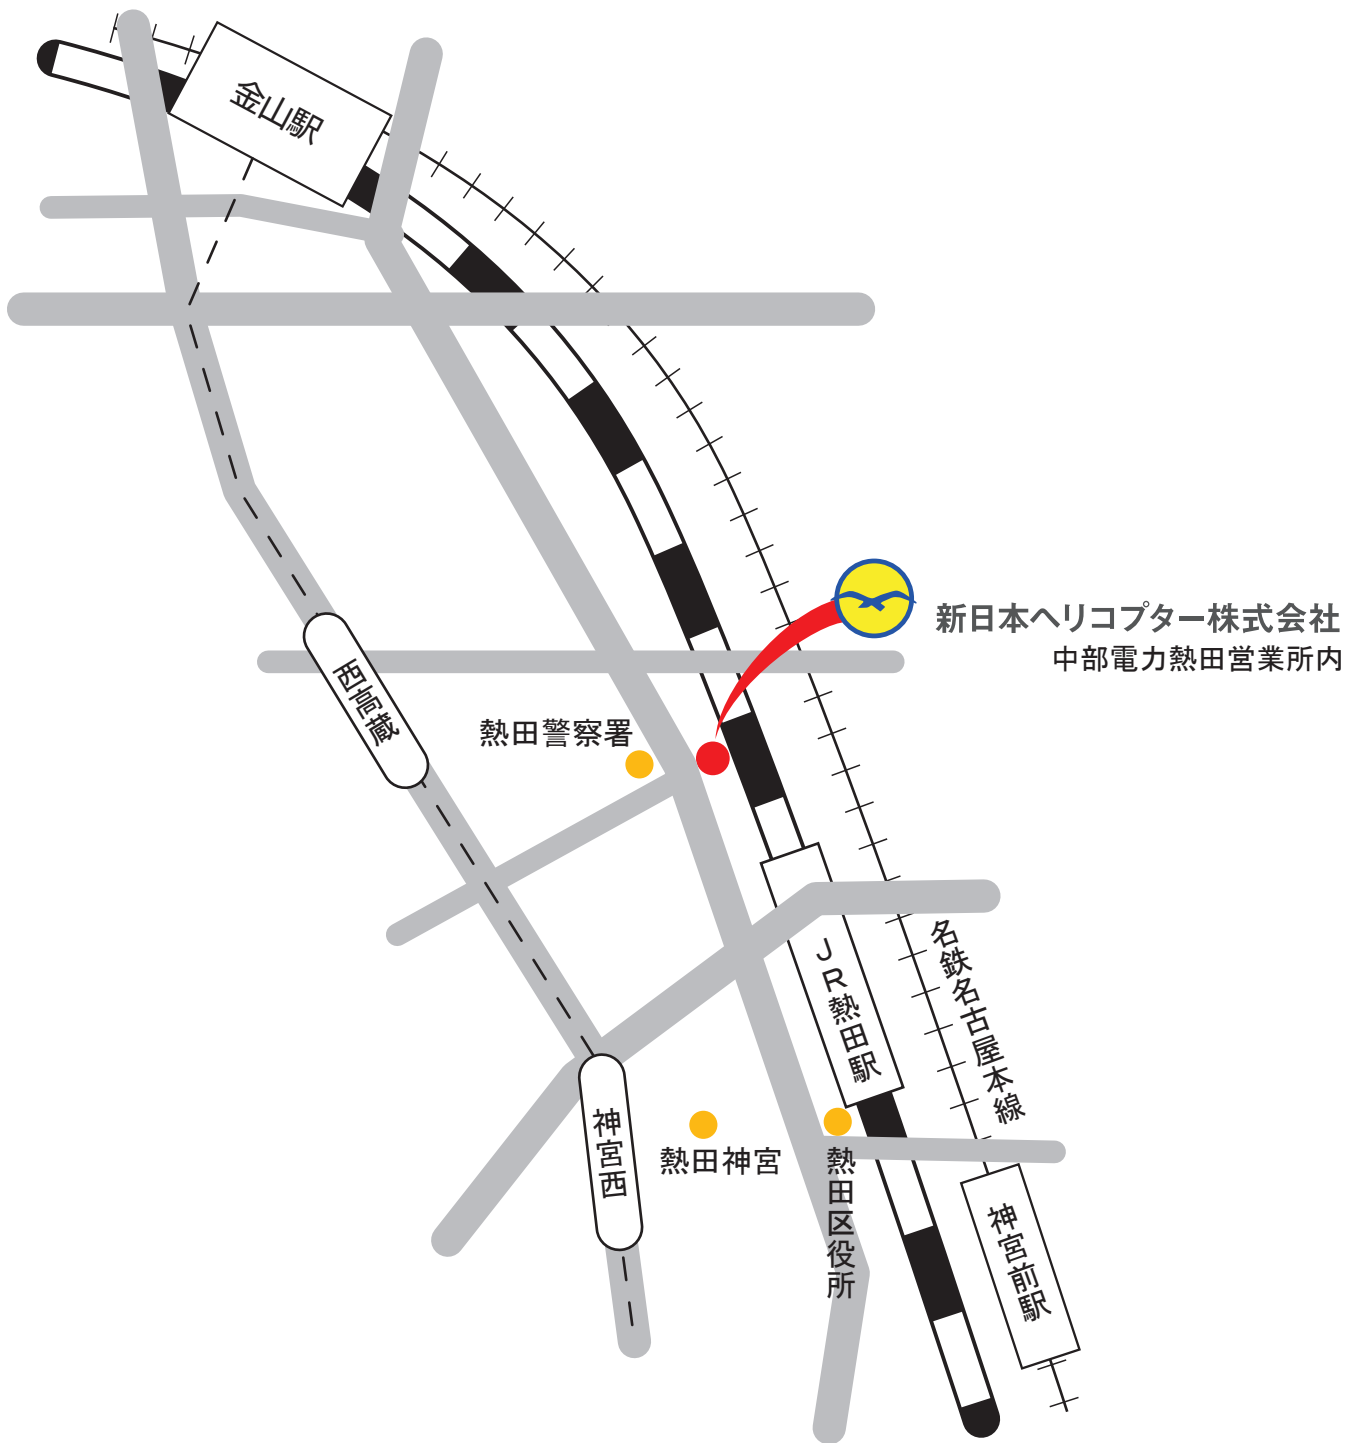 金山駅
新日本ヘリコプター株式会社
中部電力熱田営業所内
西高蔵
熱田警察署
JR熱田駅
名鉄名古屋本線
神宮西
熱田神宮
熱田区役所
神宮前駅